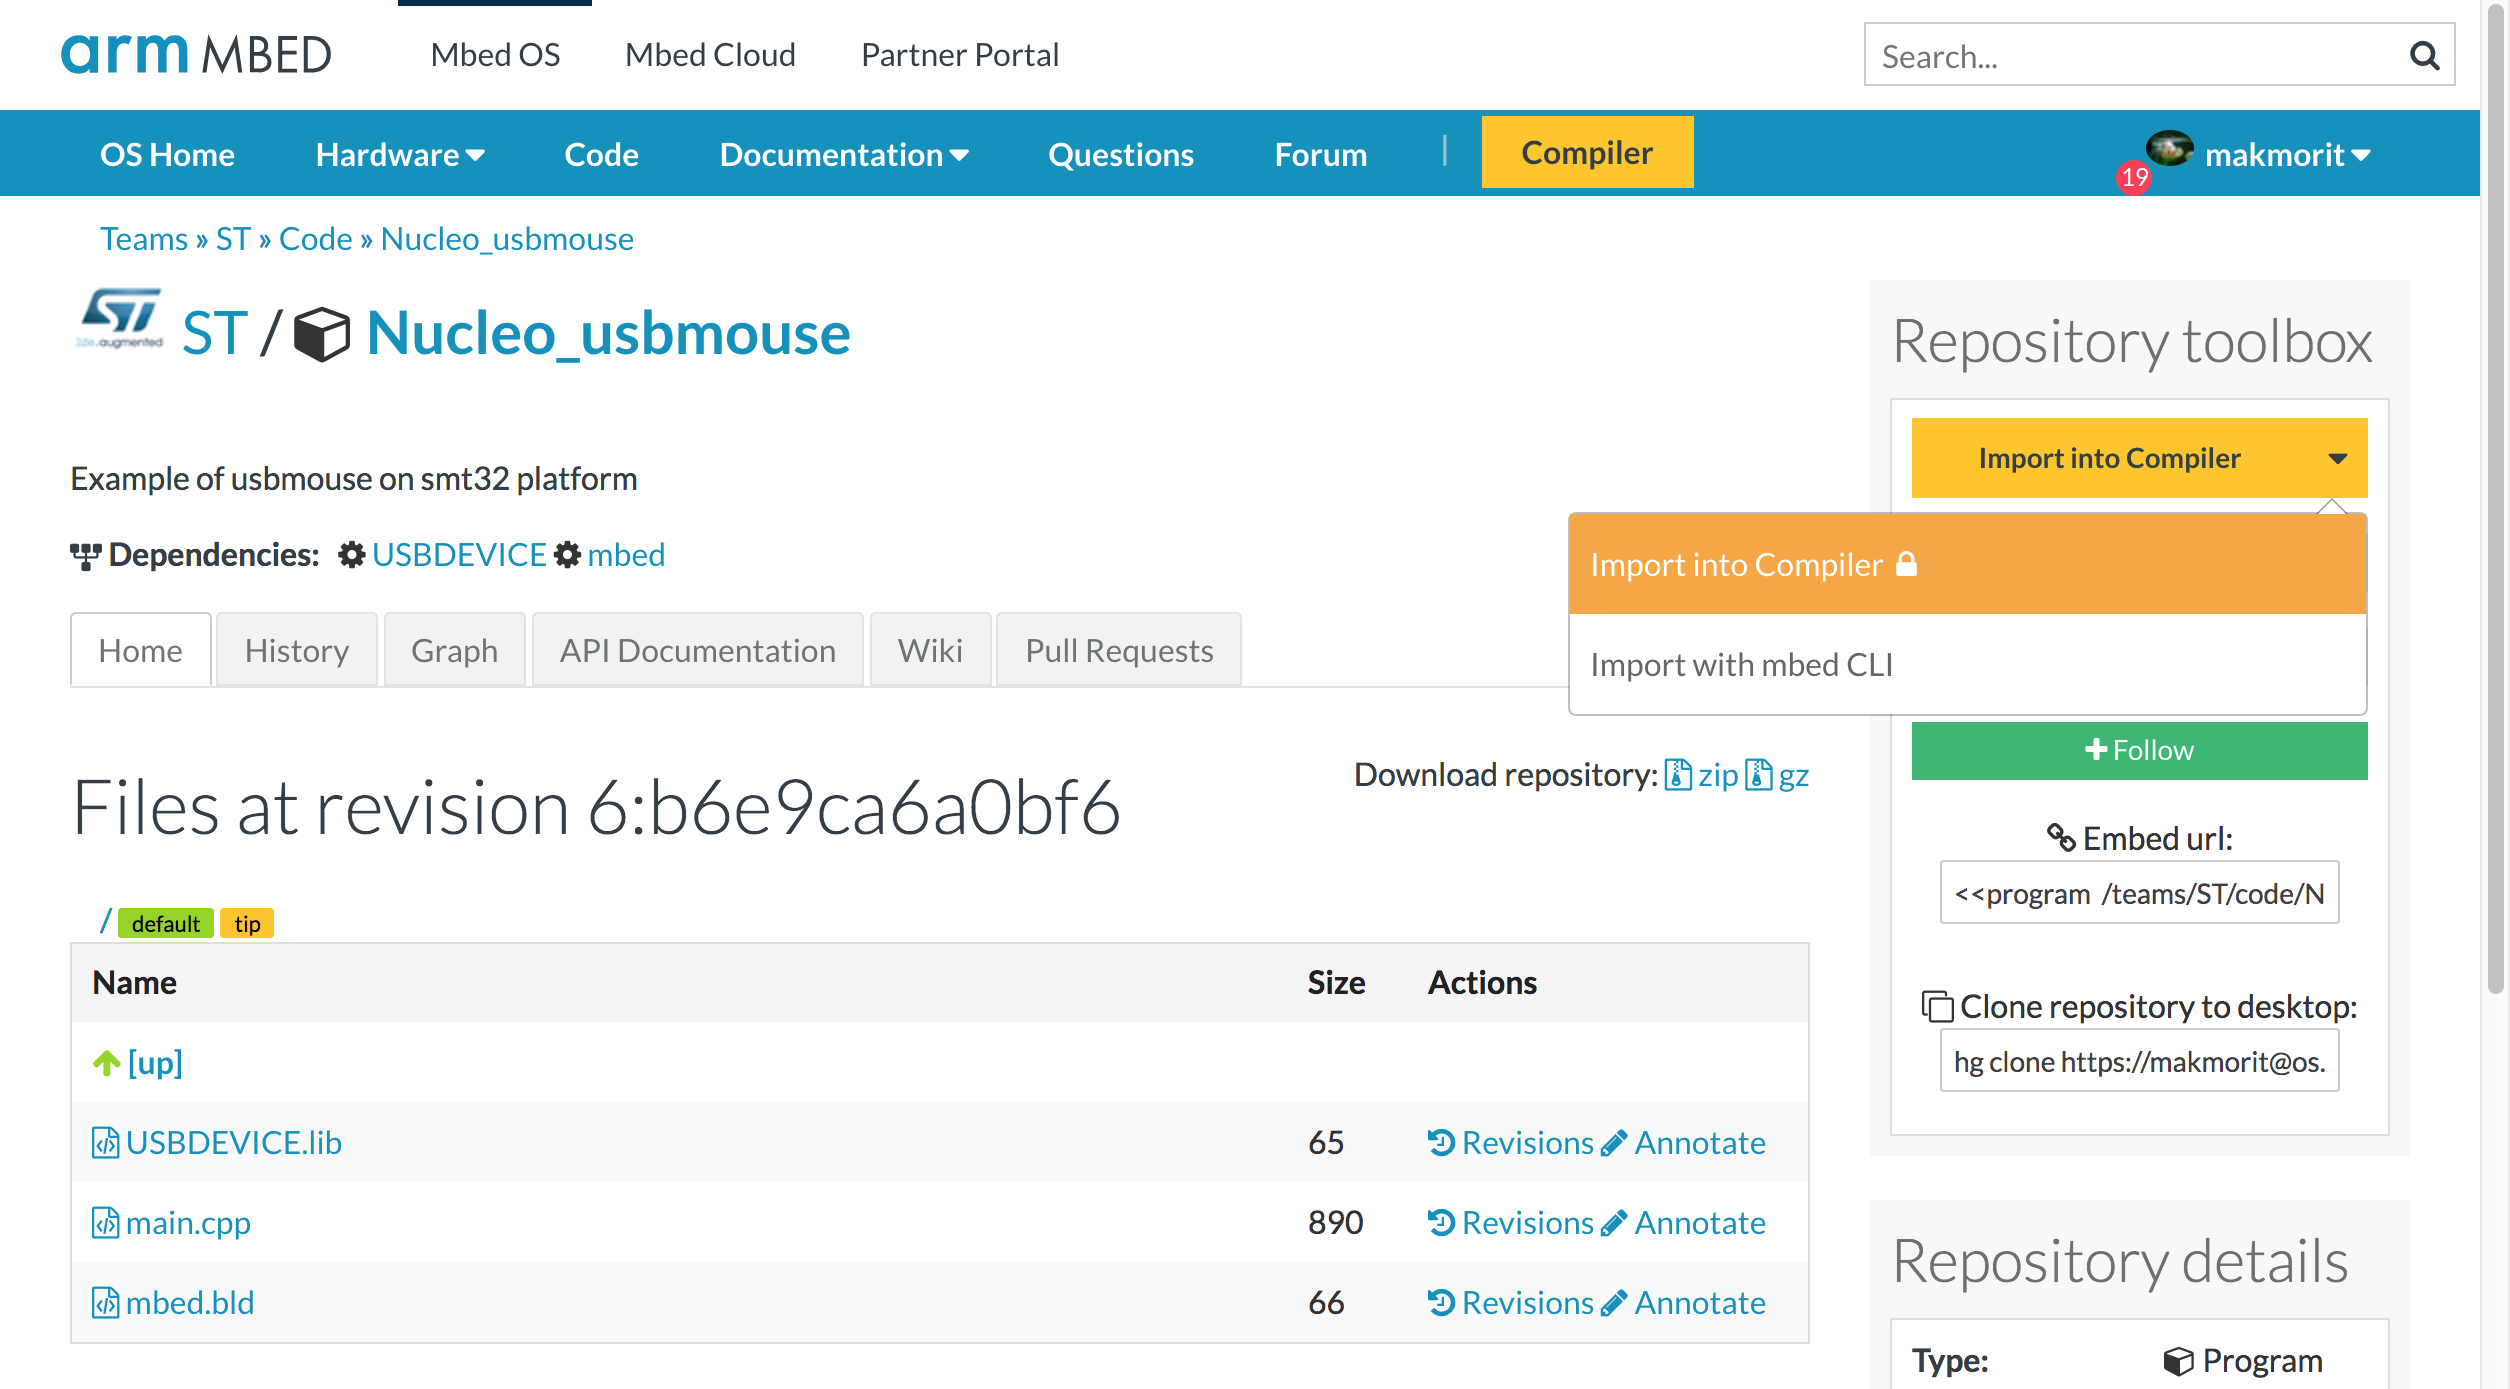 arm MBED Mbed OS Mbed Cloud Partner Portal Search...
OS Home Hardware Code Documentation Questions Forum | Compiler 19 makmorit
Teams » ST » Code » Nucleo_usbmouse
ST life.augmented ST / Nucleo_usbmouse
Repository toolbox
Import into Compiler
Example of usbmouse on smt32 platform
Dependencies: USBDEVICE mbed
Import into Compiler
Import with mbed CLI
Home History Graph API Documentation Wiki Pull Requests
Follow
Files at revision 6:b6e9ca6a0bf6
Download repository: zip gz
Embed url:
<<program /teams/ST/code/N
/ default tip
Name Size Actions
Clone repository to desktop:
hg clone https://makmorit@os.
[up]
USBDEVICE.lib 65 Revisions Annotate
main.cpp 890 Revisions Annotate
mbed.bld 66 Revisions Annotate
Repository details
Type: Program